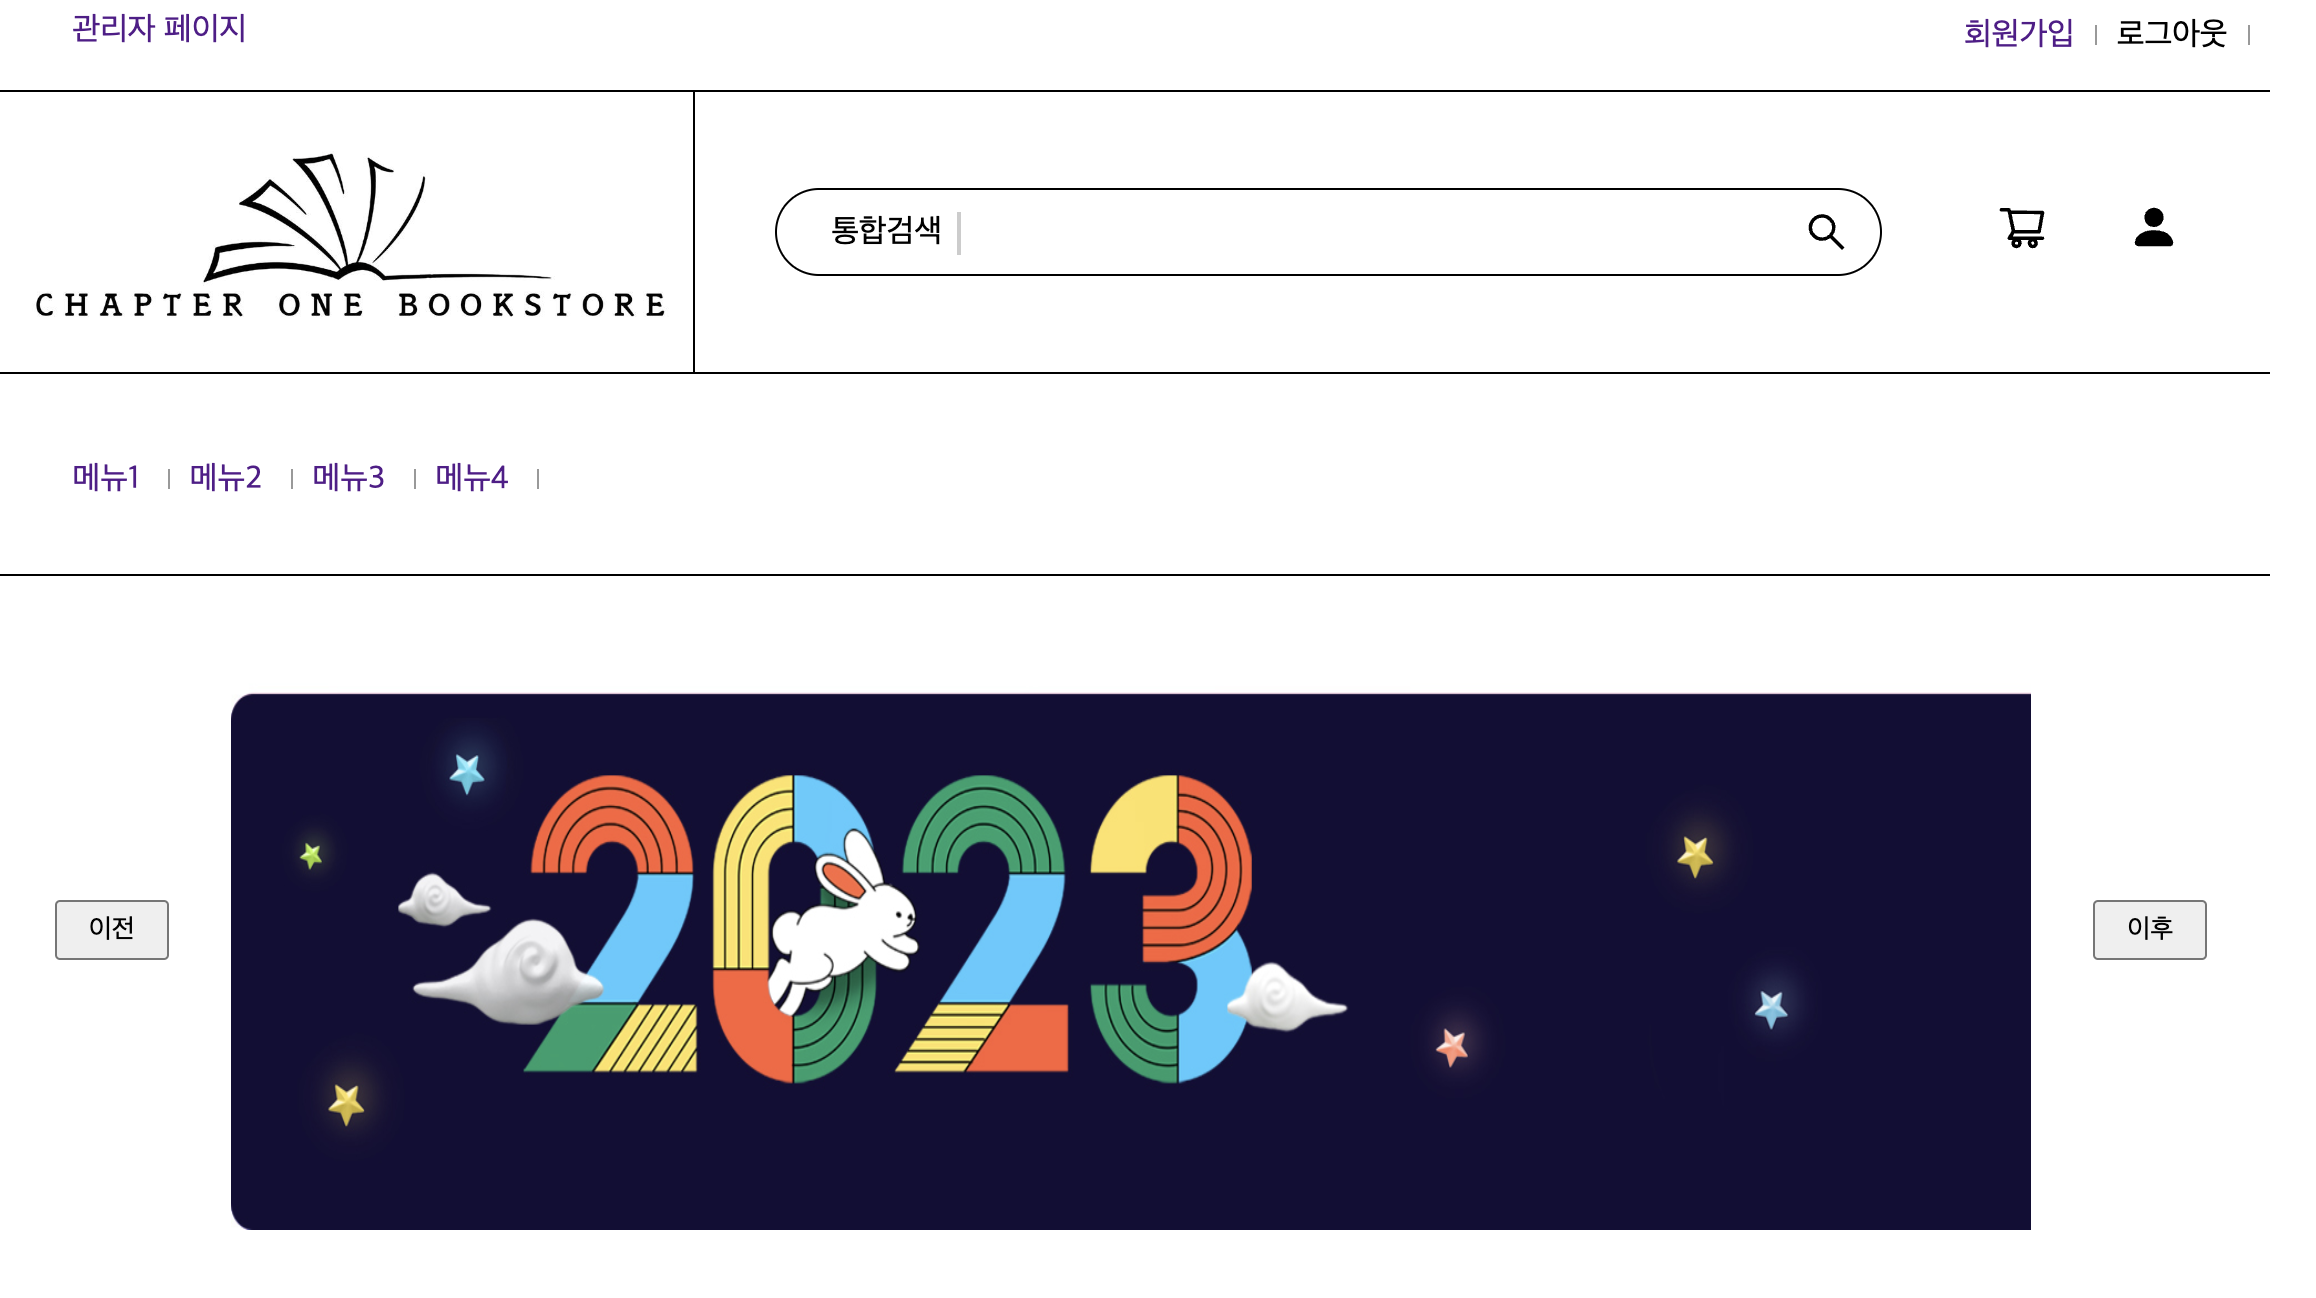 관리자 페이지
회원가입 | 로그아웃 |
CHAPTER ONE BOOKSTORE
통합검색
메뉴1 | 메뉴2 | 메뉴3 | 메뉴4 |
2023
이전
이후